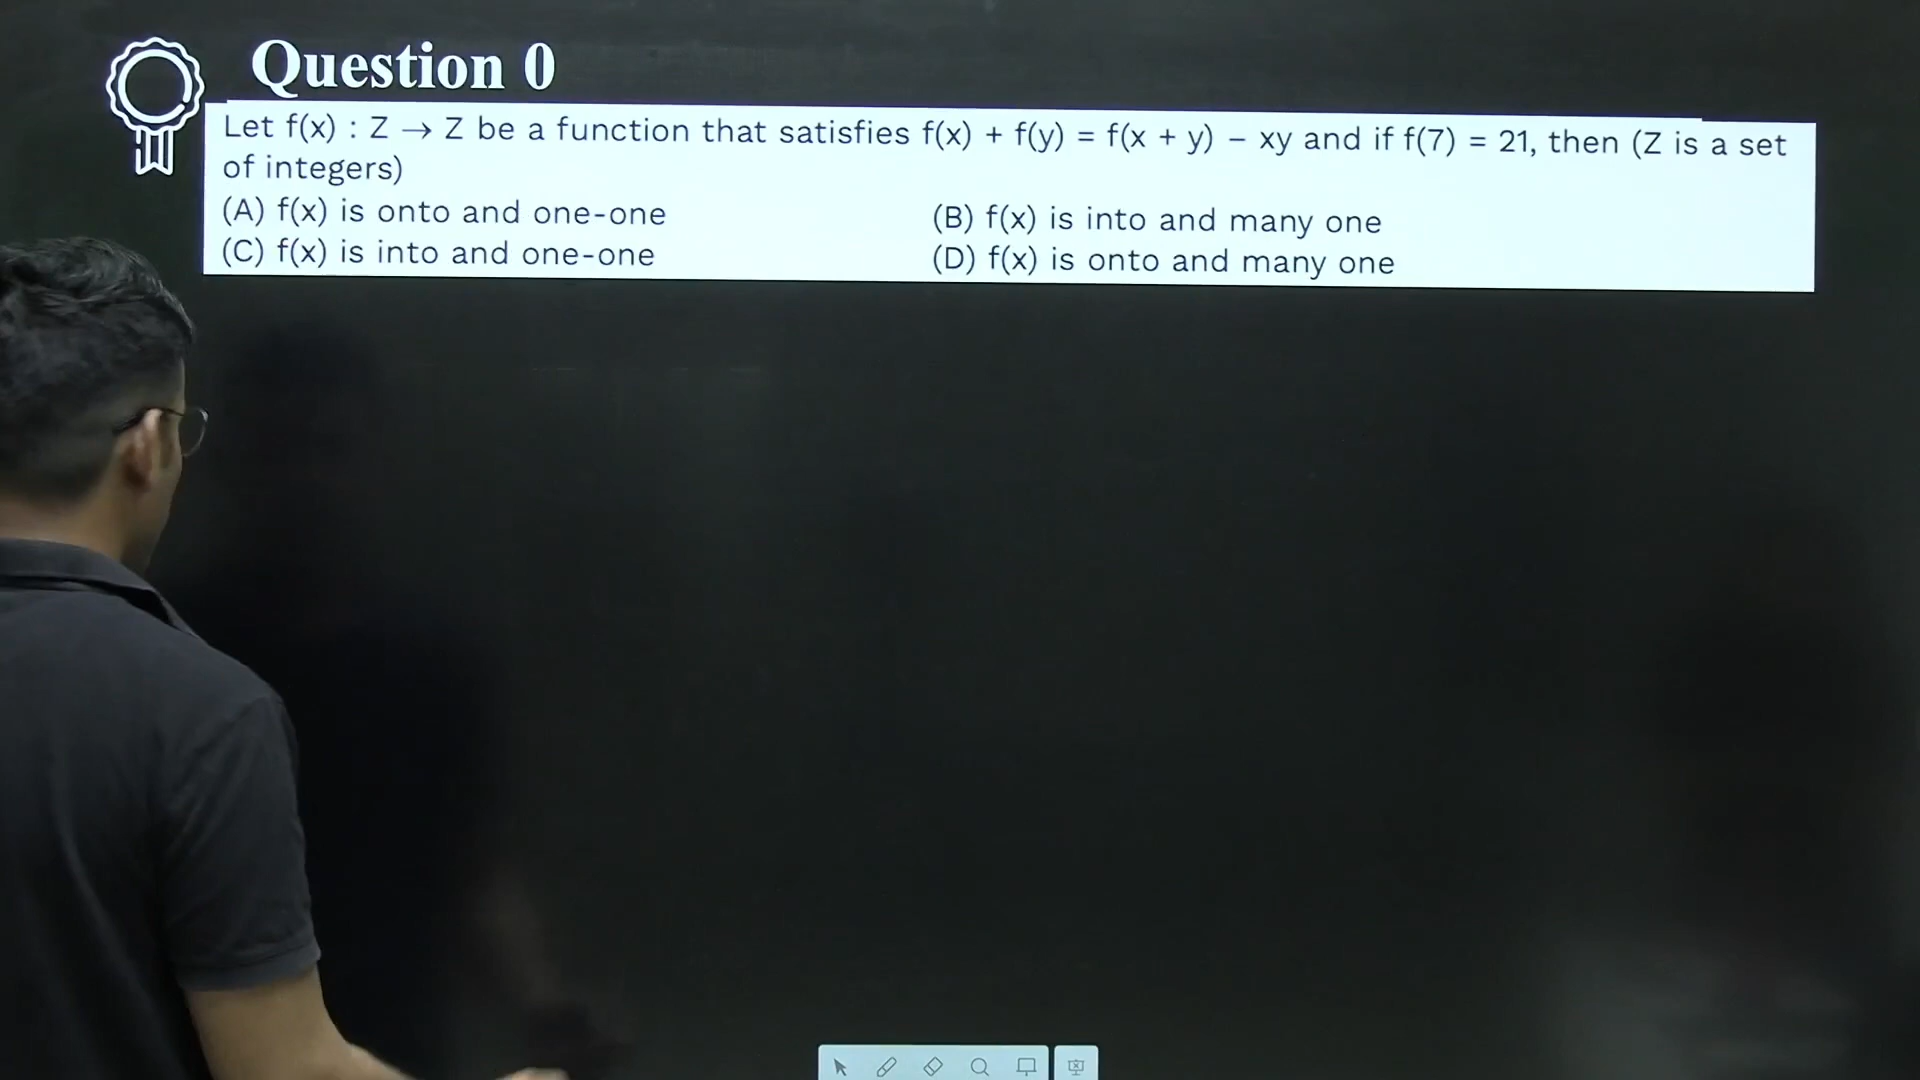 Question 0
Let f(x) : Z → Z be a function that satisfies f(x) + f(y) = f(x + y) – xy and if f(7) = 21, then (Z is a set
of integers)
(A) f(x) is onto and one-one
(B) f(x) is into and many one
(C) f(x) is into and one-one
(D) f(x) is onto and many one